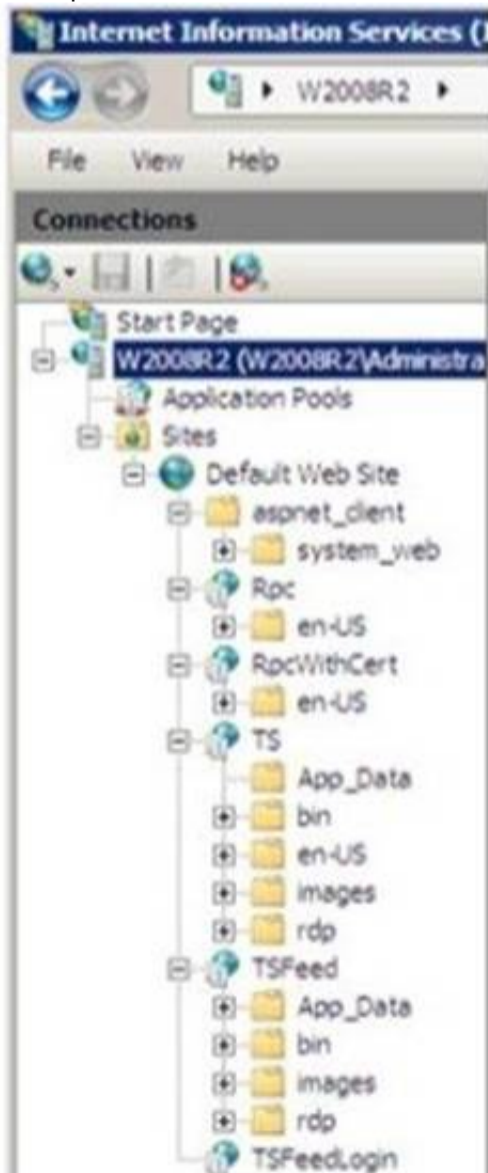 Internet Information Services (
W2008R2
File View Help
Connections
Start Page
W2008R2 (W2008R2\Administra
Application Pools
Sites
Default Web Site
aspnet_client
system_web
Rpc
en-US
RpcWithCert
en-US
TS
App_Data
bin
en-US
images
rdp
TSFeed
App_Data
bin
images
rdp
TSFeedLogin